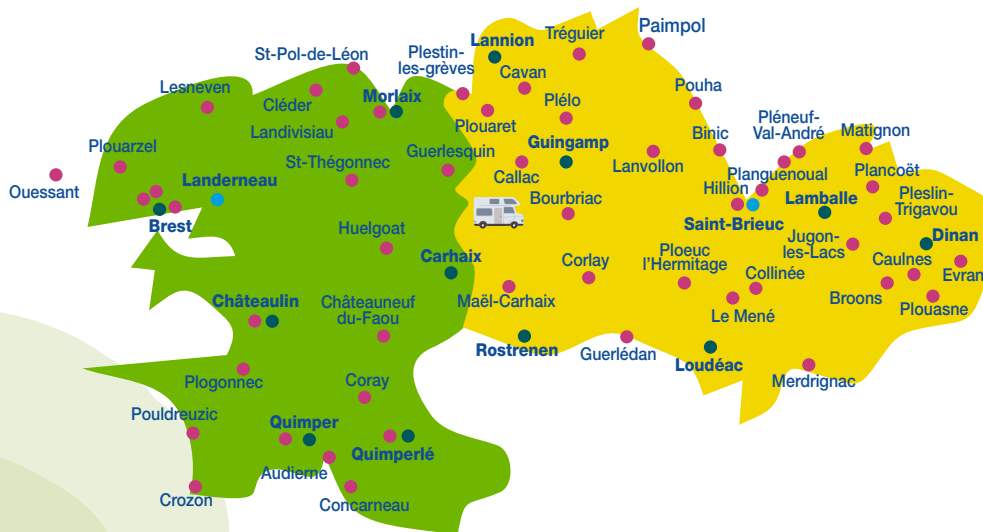 Paimpol
Tréguier
Lannion
St-Pol-de-Léon
Plestin-
les-grèves
Cavan
Lesneven
Cléder
Morlaix
Plélo
Pouha
Landivisiau
Plouaret
Pléneuf-
Val-André
Matignon
Plouarzel
St-Thégonnec
Guerlesquin
Guingamp
Binic
Lanvollon
Callac
Planguenoual
Plancoët
Ouessant
Landerneau
Bourbriac
Hillion
Lamballe
Pleslin-
Trigavou
Brest
Saint-Brieuc
Huelgoat
Jugon-
les-Lacs
Dinan
Carhaix
Corlay
Ploeuc
l'Hermitage
Collinée
Caulnes
Evran
Châteaulin
Châteauneuf
du-Faou
Maël-Carhaix
Le Mené
Broons
Plouasne
Rostrenen
Guerlédan
Loudéac
Merdrignac
Plogonnec
Coray
Pouldreuzic
Quimper
Quimperlé
Audierne
Crozon
Concarneau